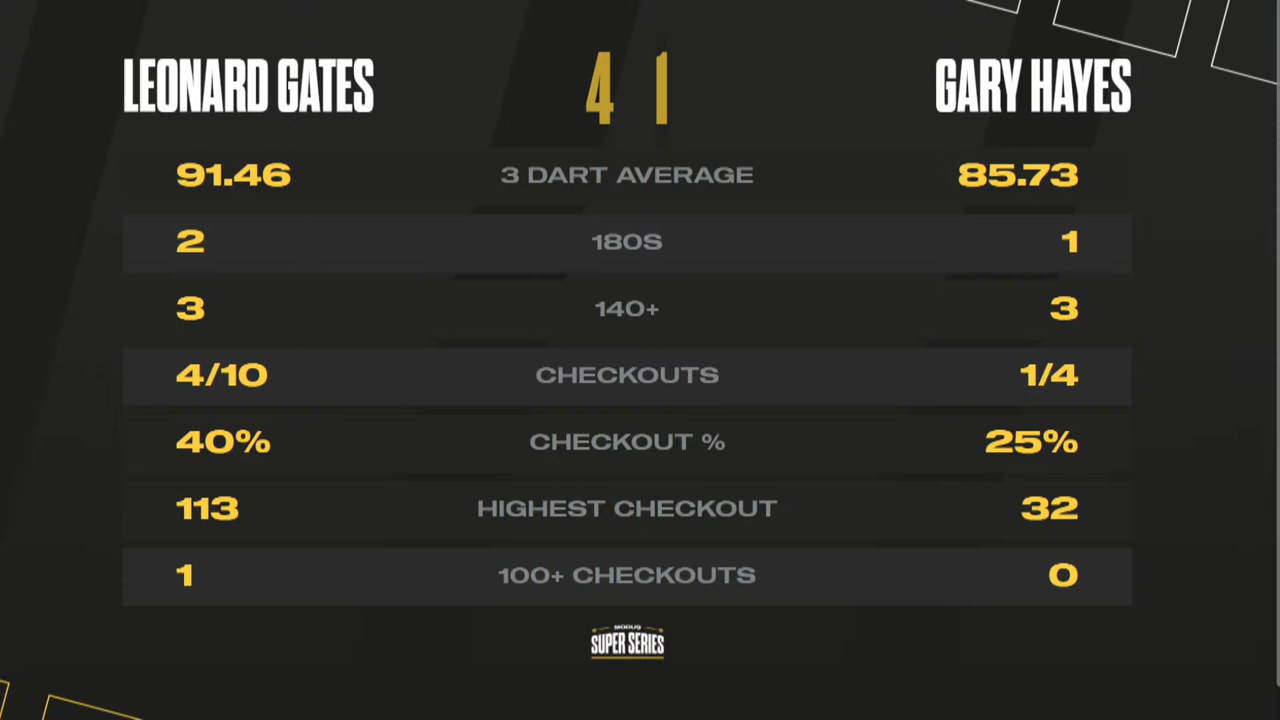 LEONARD GATES 4 1 GARY HAYES
91.46 3 DART AVERAGE 85.73
2 180S 1
3 140+ 3
4/10 CHECKOUTS 1/4
40% CHECKOUT % 25%
113 HIGHEST CHECKOUT 32
1 100+ CHECKOUTS 0
MODUS
SUPER SERIES